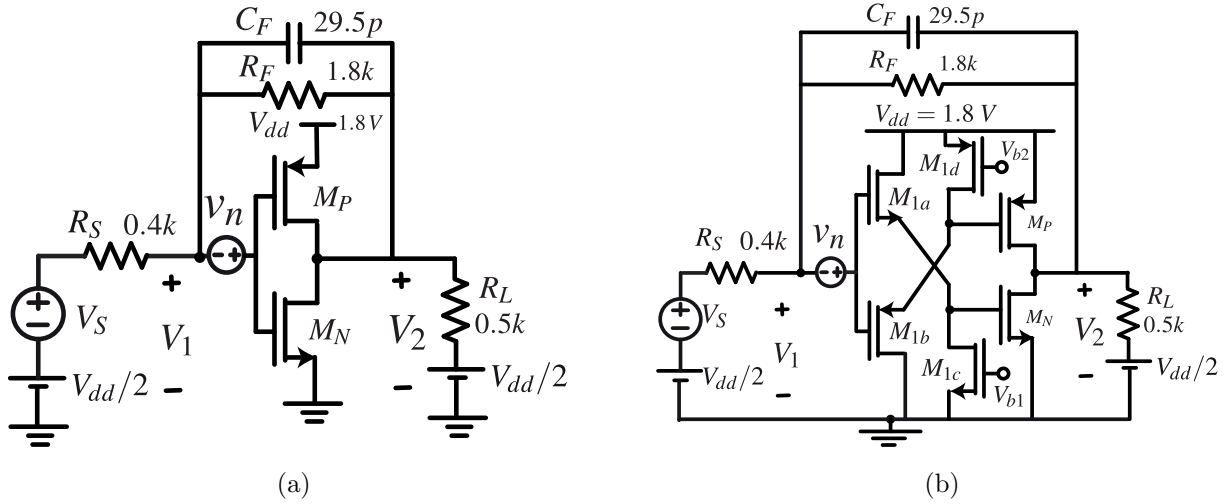 C_F 29.5p
R_F 1.8k
V_dd 1.8 V
M_P
v_n
R_S 0.4k
V_S
V_1
M_N
V_2
R_L
0.5k
V_dd/2
V_dd/2
(a)
C_F 29.5p
R_F 1.8k
V_dd = 1.8 V
M_1d
V_b2
M_1a
M_P
v_n
R_S 0.4k
V_S
V_1
M_1b
M_N
V_2
R_L
0.5k
M_1c
V_b1
V_dd/2
V_dd/2
(b)